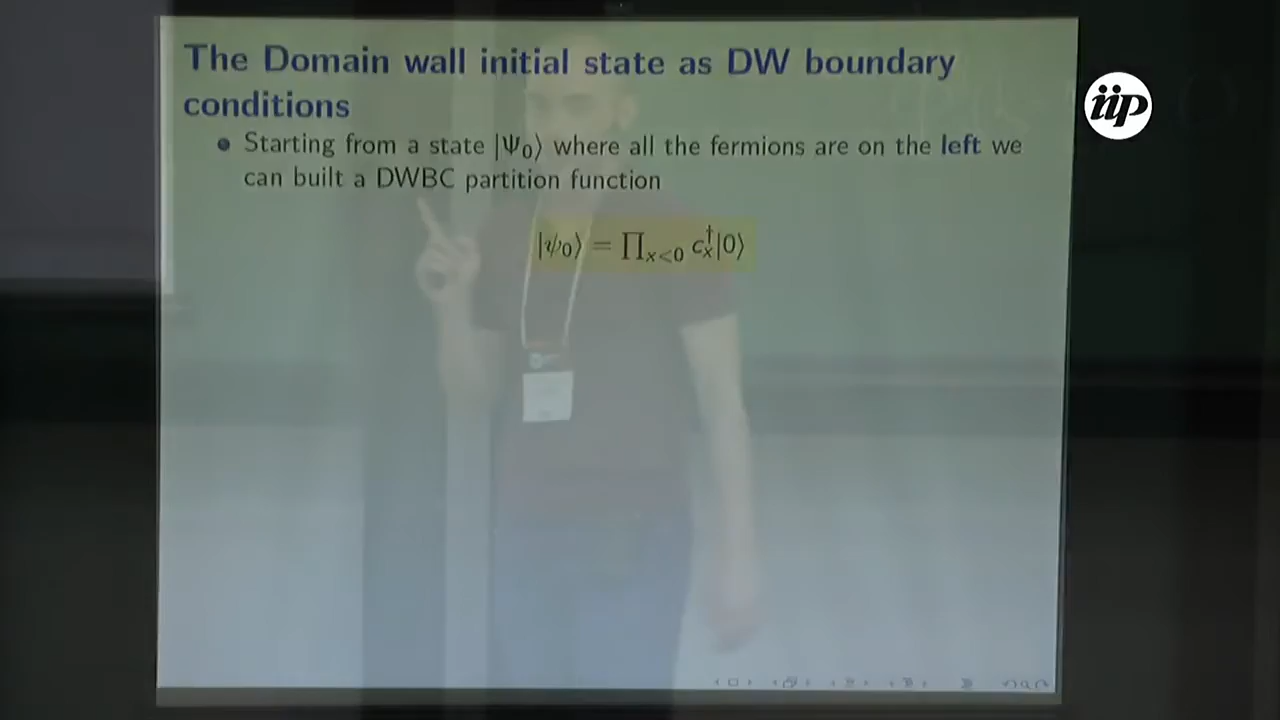 The Domain wall initial state as DW boundary
conditions
Starting from a state |Ψ₀⟩ where all the fermions are on the left we
can built a DWBC partition function
|ψ₀⟩ = ∏ₓ<₀ c†ₓ|0⟩
iip